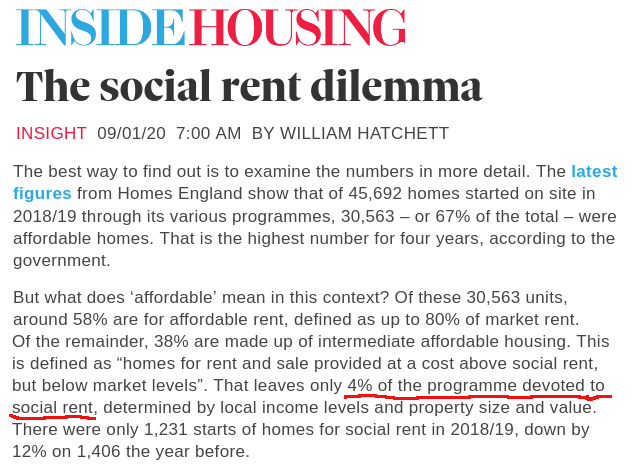 INSIDE HOUSING
The social rent dilemma
INSIGHT 09/01/20 7:00 AM BY WILLIAM HATCHETT
The best way to find out is to examine the numbers in more detail. The latest
figures from Homes England show that of 45,692 homes started on site in
2018/19 through its various programmes, 30,563 – or 67% of the total – were
affordable homes. That is the highest number for four years, according to the
government.
But what does ‘affordable’ mean in this context? Of these 30,563 units,
around 58% are for affordable rent, defined as up to 80% of market rent.
Of the remainder, 38% are made up of intermediate affordable housing. This
is defined as “homes for rent and sale provided at a cost above social rent,
but below market levels”. That leaves only 4% of the programme devoted to
social rent, determined by local income levels and property size and value.
There were only 1,231 starts of homes for social rent in 2018/19, down by
12% on 1,406 the year before.